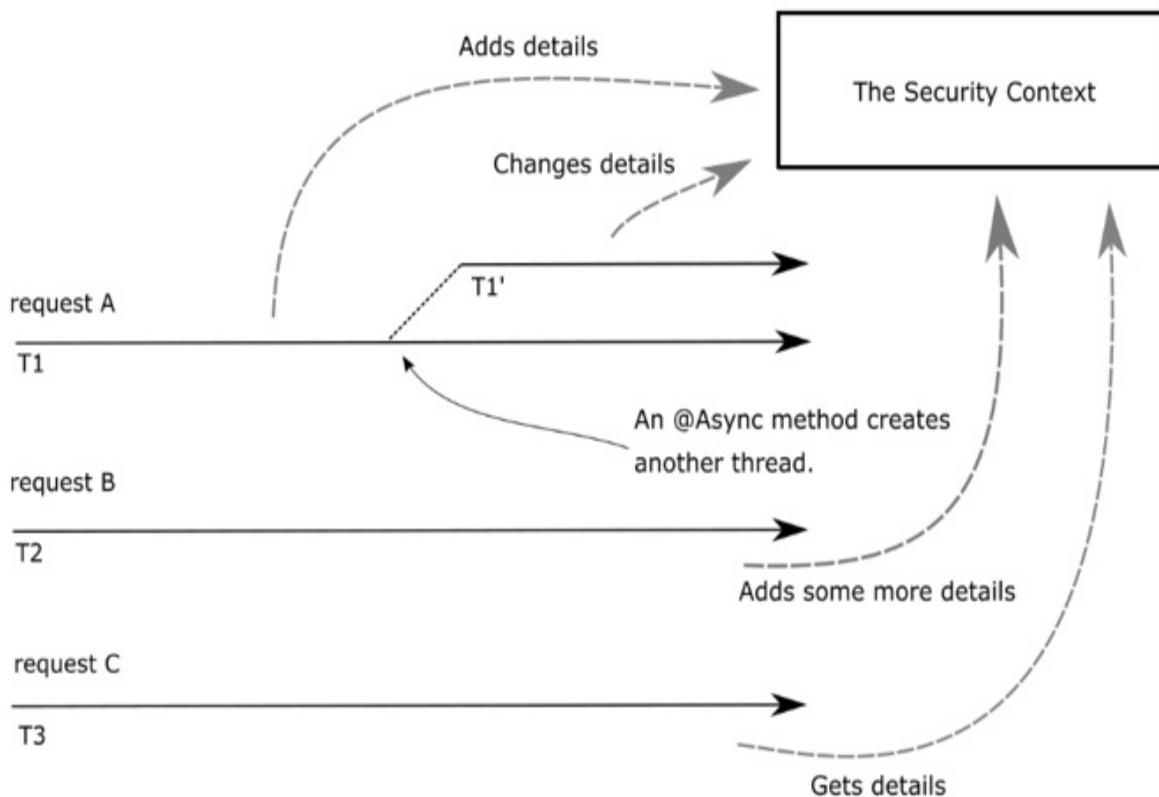 Adds details
The Security Context
Changes details
T1'
request A
T1
An @Async method creates
another thread.
request B
T2
Adds some more details
request C
T3
Gets details